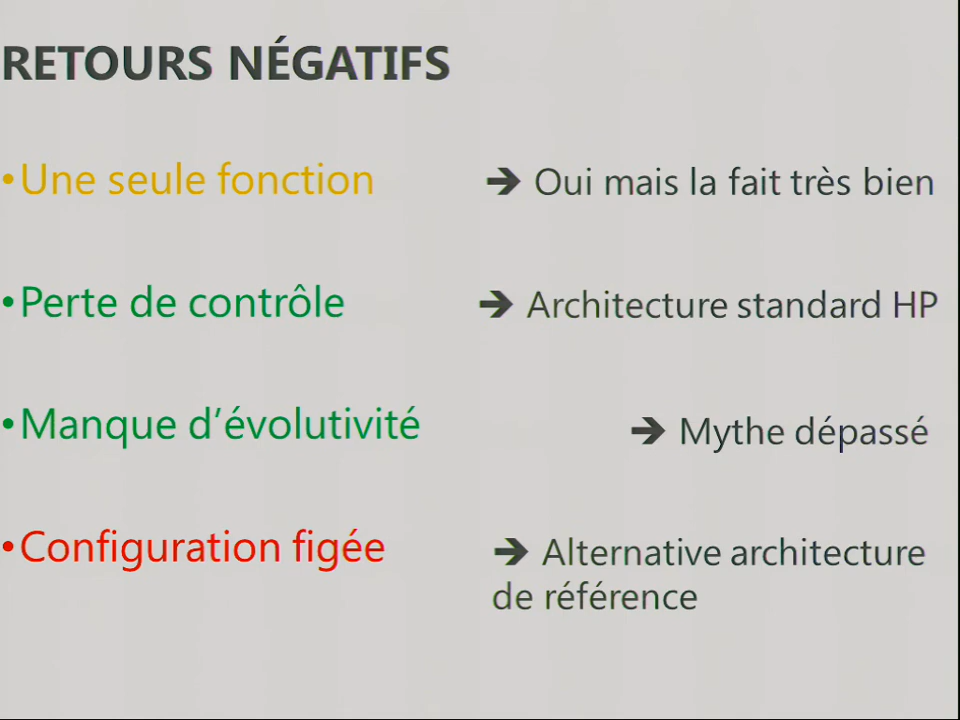 RETOURS NÉGATIFS
•Une seule fonction
➔ Oui mais la fait très bien
•Perte de contrôle
➔ Architecture standard HP
•Manque d’évolutivité
➔ Mythe dépassé
•Configuration figée
➔ Alternative architecture
de référence